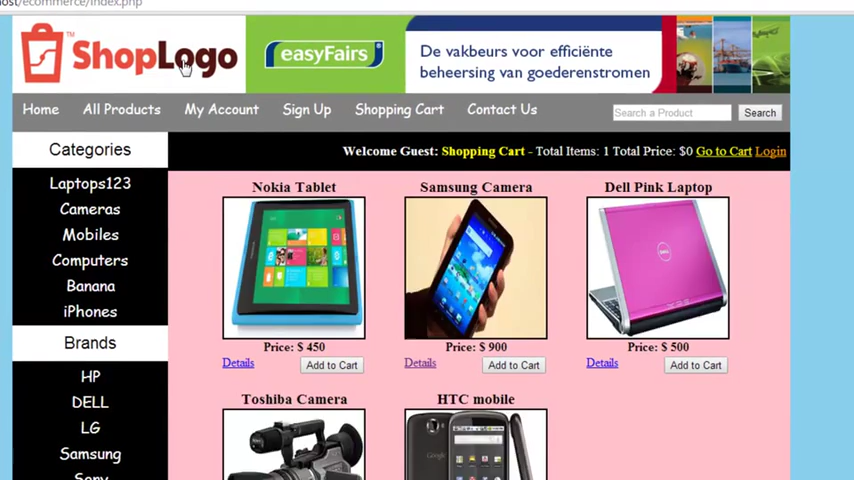 ost/ecommerce/index.php
ShopLogo
TM
easyFairs
De vakbeurs voor efficiënte
beheersing van goederenstromen
Home All Products My Account Sign Up Shopping Cart Contact Us Search a Product Search
Categories
Welcome Guest: Shopping Cart - Total Items: 1 Total Price: $0 Go to Cart Login
Laptops123
Cameras
Mobiles
Computers
Banana
iPhones
Brands
HP
DELL
LG
Samsung
Sony
Nokia Tablet Samsung Camera Dell Pink Laptop
Price: $ 450 Price: $ 900 Price: $ 500
Details Add to Cart Details Add to Cart Details Add to Cart
Toshiba Camera HTC mobile
Google